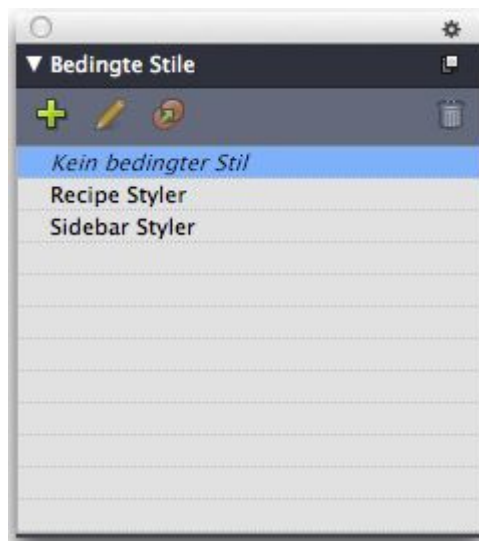 Bedingte Stile
Kein bedingter Stil
Recipe Styler
Sidebar Styler